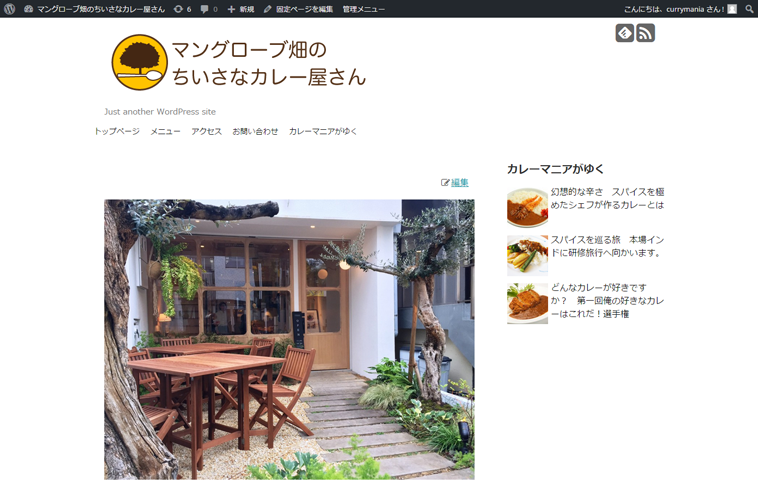 マングローブ畑のちいさなカレー屋さん 6 0 新規 固定ページを編集 管理メニュー こんにちは、currymania さん！
マングローブ畑の
ちいさなカレー屋さん
Just another WordPress site
トップページ メニュー アクセス お問い合わせ カレーマニアがゆく
編集
カレーマニアがゆく
幻想的な辛さ　スパイスを極
めたシェフが作るカレーとは
スパイスを巡る旅　本場イン
ドに研修旅行へ向かいます。
どんなカレーが好きです
か？　第一回俺の好きなカレ
ーはこれだ！選手権